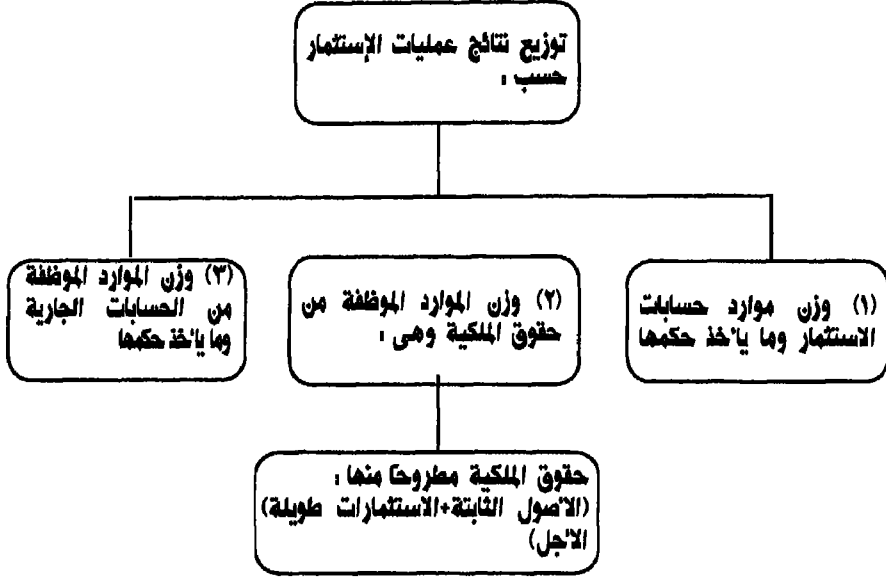 توزيع نتائج عمليات الإستثمار
حسب :
(١) وزن موارد حسابات
الاستثمار وما يأخذ حكمها
(٢) وزن الموارد الموظفة من
حقوق الملكية وهى :
(٣) وزن الموارد الموظفة
من الحسابات الجارية
وما يأخذ حكمها
حقوق الملكية مطروحا منها :
(الأصول الثابتة+الاستثمارات طويلة
الأجل)